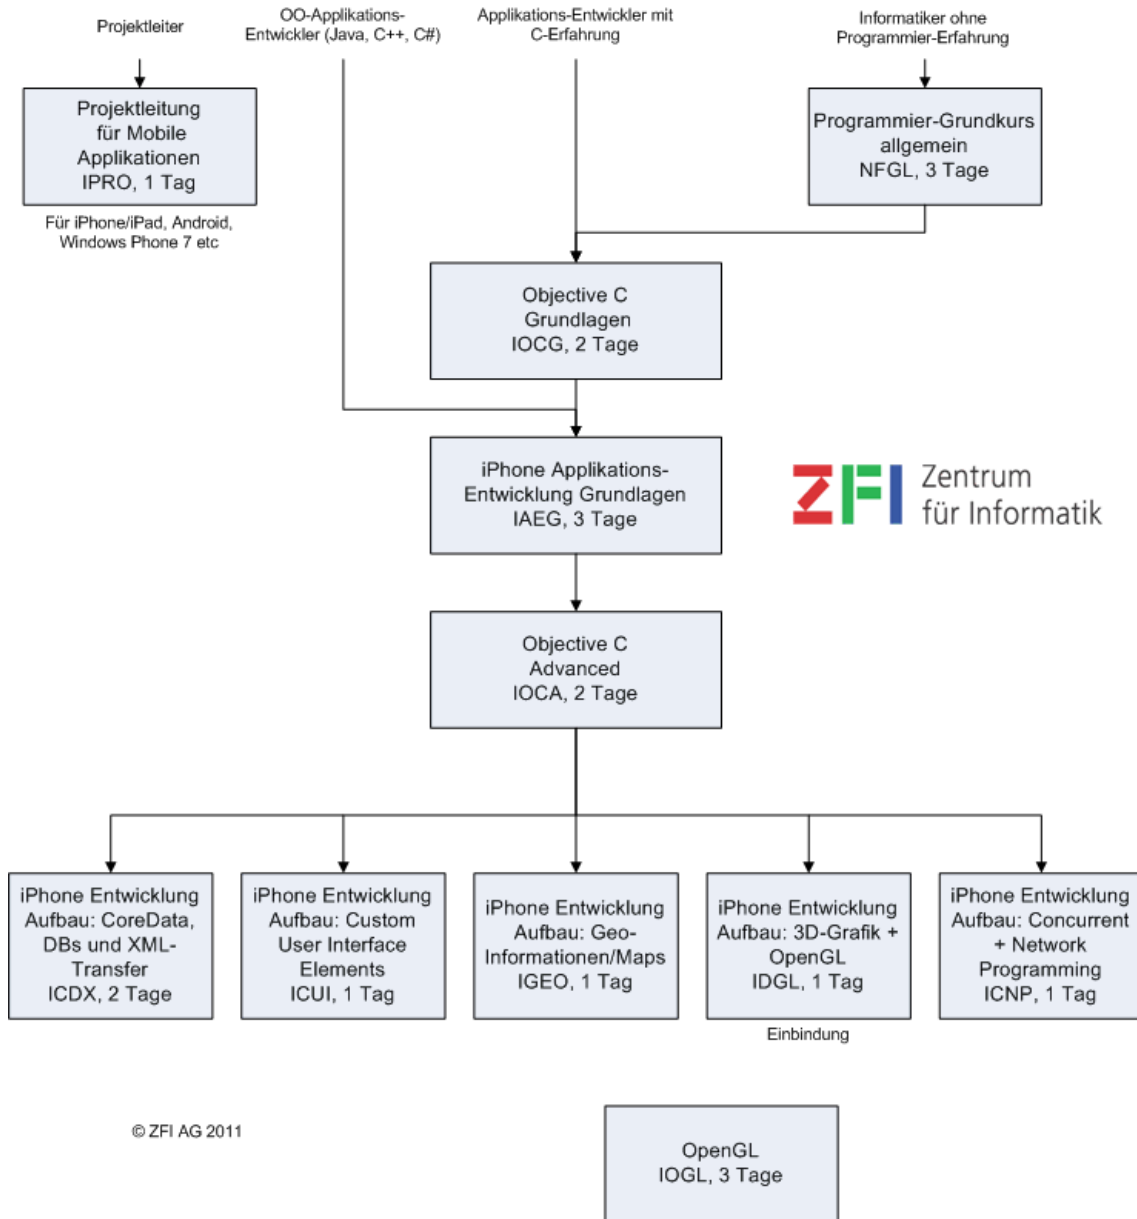 Projektleiter
OO-Applikations-
Entwickler (Java, C++, C#)
Applikations-Entwickler mit
C-Erfahrung
Informatiker ohne
Programmier-Erfahrung
Projektleitung
für Mobile
Applikationen
IPRO, 1 Tag
Für iPhone/iPad, Android,
Windows Phone 7 etc
Programmier-Grundkurs
allgemein
NFGL, 3 Tage
Objective C
Grundlagen
IOCG, 2 Tage
iPhone Applikations-
Entwicklung Grundlagen
IAEG, 3 Tage
ZFI
Zentrum
für Informatik
Objective C
Advanced
IOCA, 2 Tage
iPhone Entwicklung
Aufbau: CoreData,
DBs und XML-
Transfer
ICDX, 2 Tage
iPhone Entwicklung
Aufbau: Custom
User Interface
Elements
ICUI, 1 Tag
iPhone Entwicklung
Aufbau: Geo-
Informationen/Maps
IGEO, 1 Tag
iPhone Entwicklung
Aufbau: 3D-Grafik +
OpenGL
IDGL, 1 Tag
Einbindung
iPhone Entwicklung
Aufbau: Concurrent
+ Network
Programming
ICNP, 1 Tag
© ZFI AG 2011
OpenGL
IOGL, 3 Tage